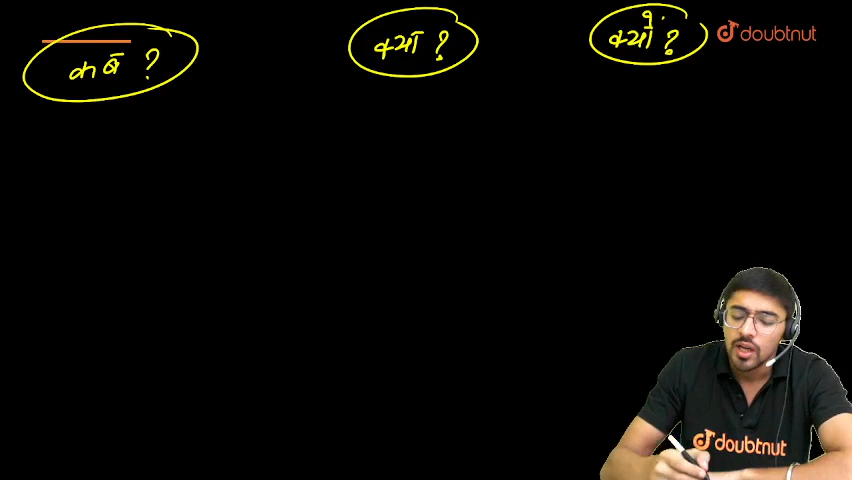 कब ?
क्या ?
क्यों ?
doubtnut
doubtnut